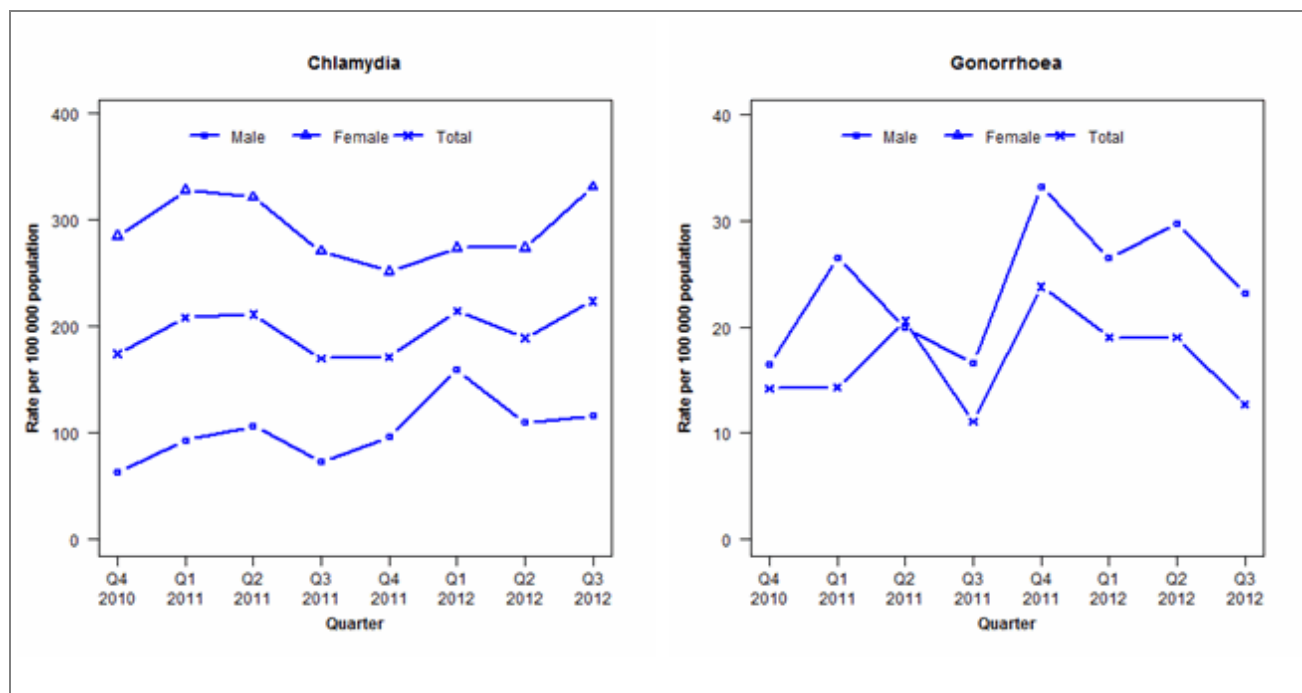 Chlamydia
Rate per 100 000 population
400
300
200
100
0
Male Female Total
Q4 Q1 Q2 Q3 Q4 Q1 Q2 Q3
2010 2011 2011 2011 2011 2012 2012 2012
Quarter
Gonorrhoea
Rate per 100 000 population
40
30
20
10
0
Male Female Total
Q4 Q1 Q2 Q3 Q4 Q1 Q2 Q3
2010 2011 2011 2011 2011 2012 2012 2012
Quarter